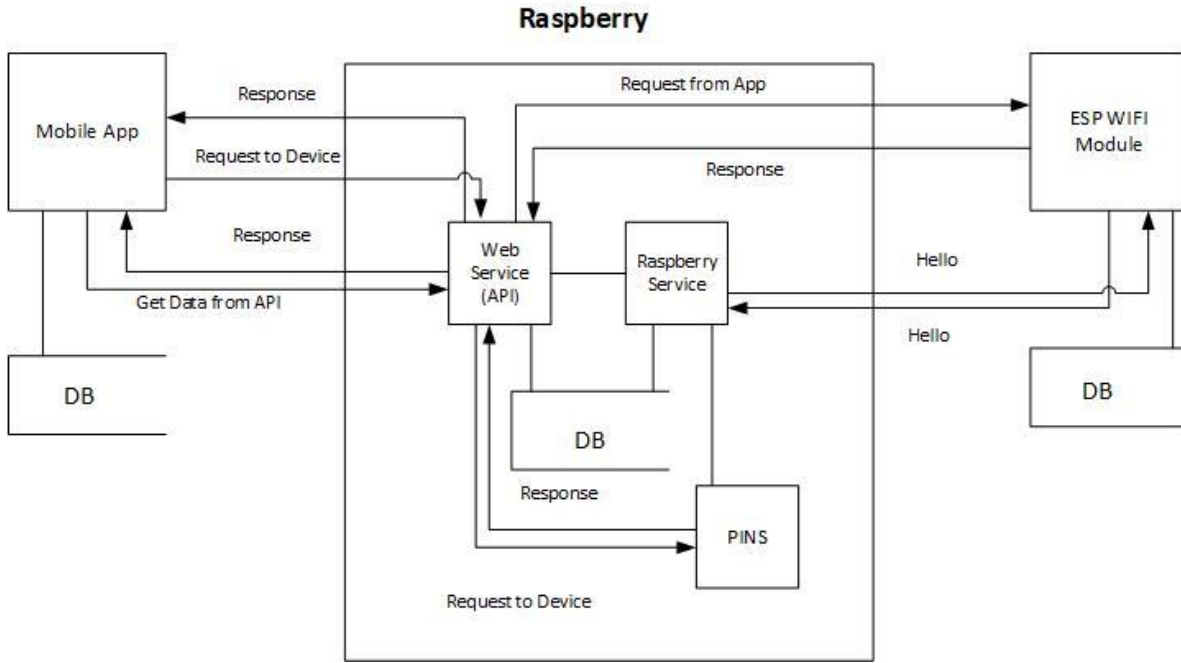 Raspberry
Response
Request from App
Mobile App
ESP WIFI
Module
Request to Device
Response
Response
Web
Service
(API)
Raspberry
Service
Hello
Get Data from API
Hello
DB
DB
DB
Response
PINS
Request to Device